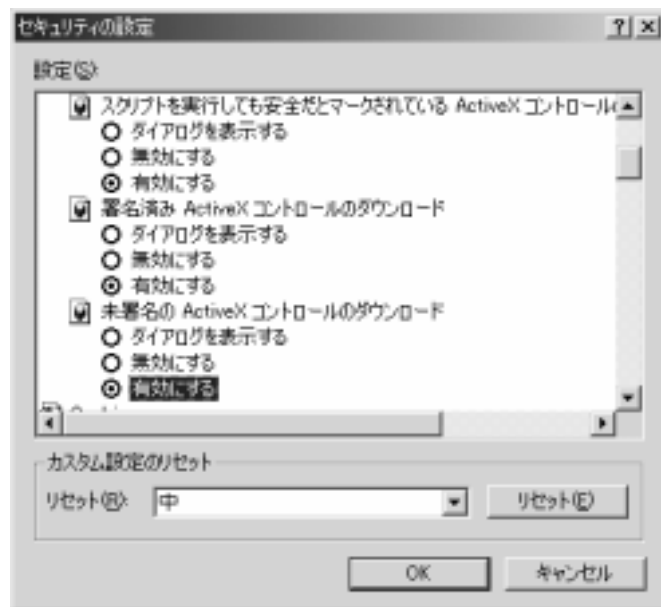 セキュリティの設定
設定(S):
スクリプトを実行しても安全だとマークされている ActiveX コントロール
ダイアログを表示する
無効にする
有効にする
署名済み ActiveX コントロールのダウンロード
ダイアログを表示する
無効にする
有効にする
未署名の ActiveX コントロールのダウンロード
ダイアログを表示する
無効にする
有効にする
カスタム設定のリセット
リセット(R): 中 リセット(E)
OK キャンセル